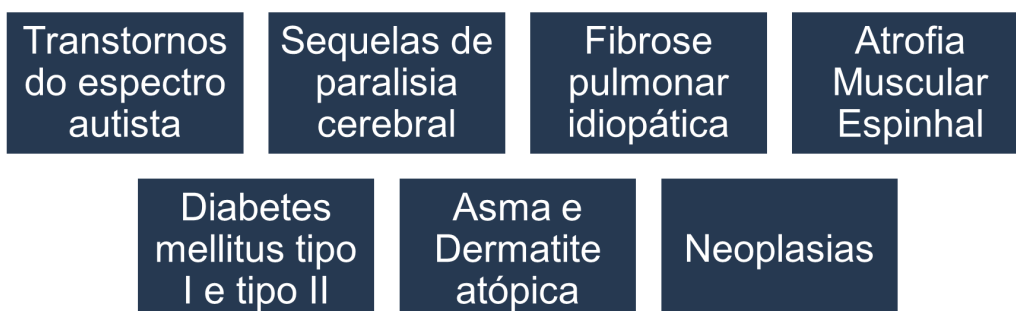 Transtornos
do espectro
autista
Sequelas de
paralisia
cerebral
Fibrose
pulmonar
idiopática
Atrofia
Muscular
Espinhal
Diabetes
mellitus tipo
I e tipo II
Asma e
Dermatite
atópica
Neoplasias